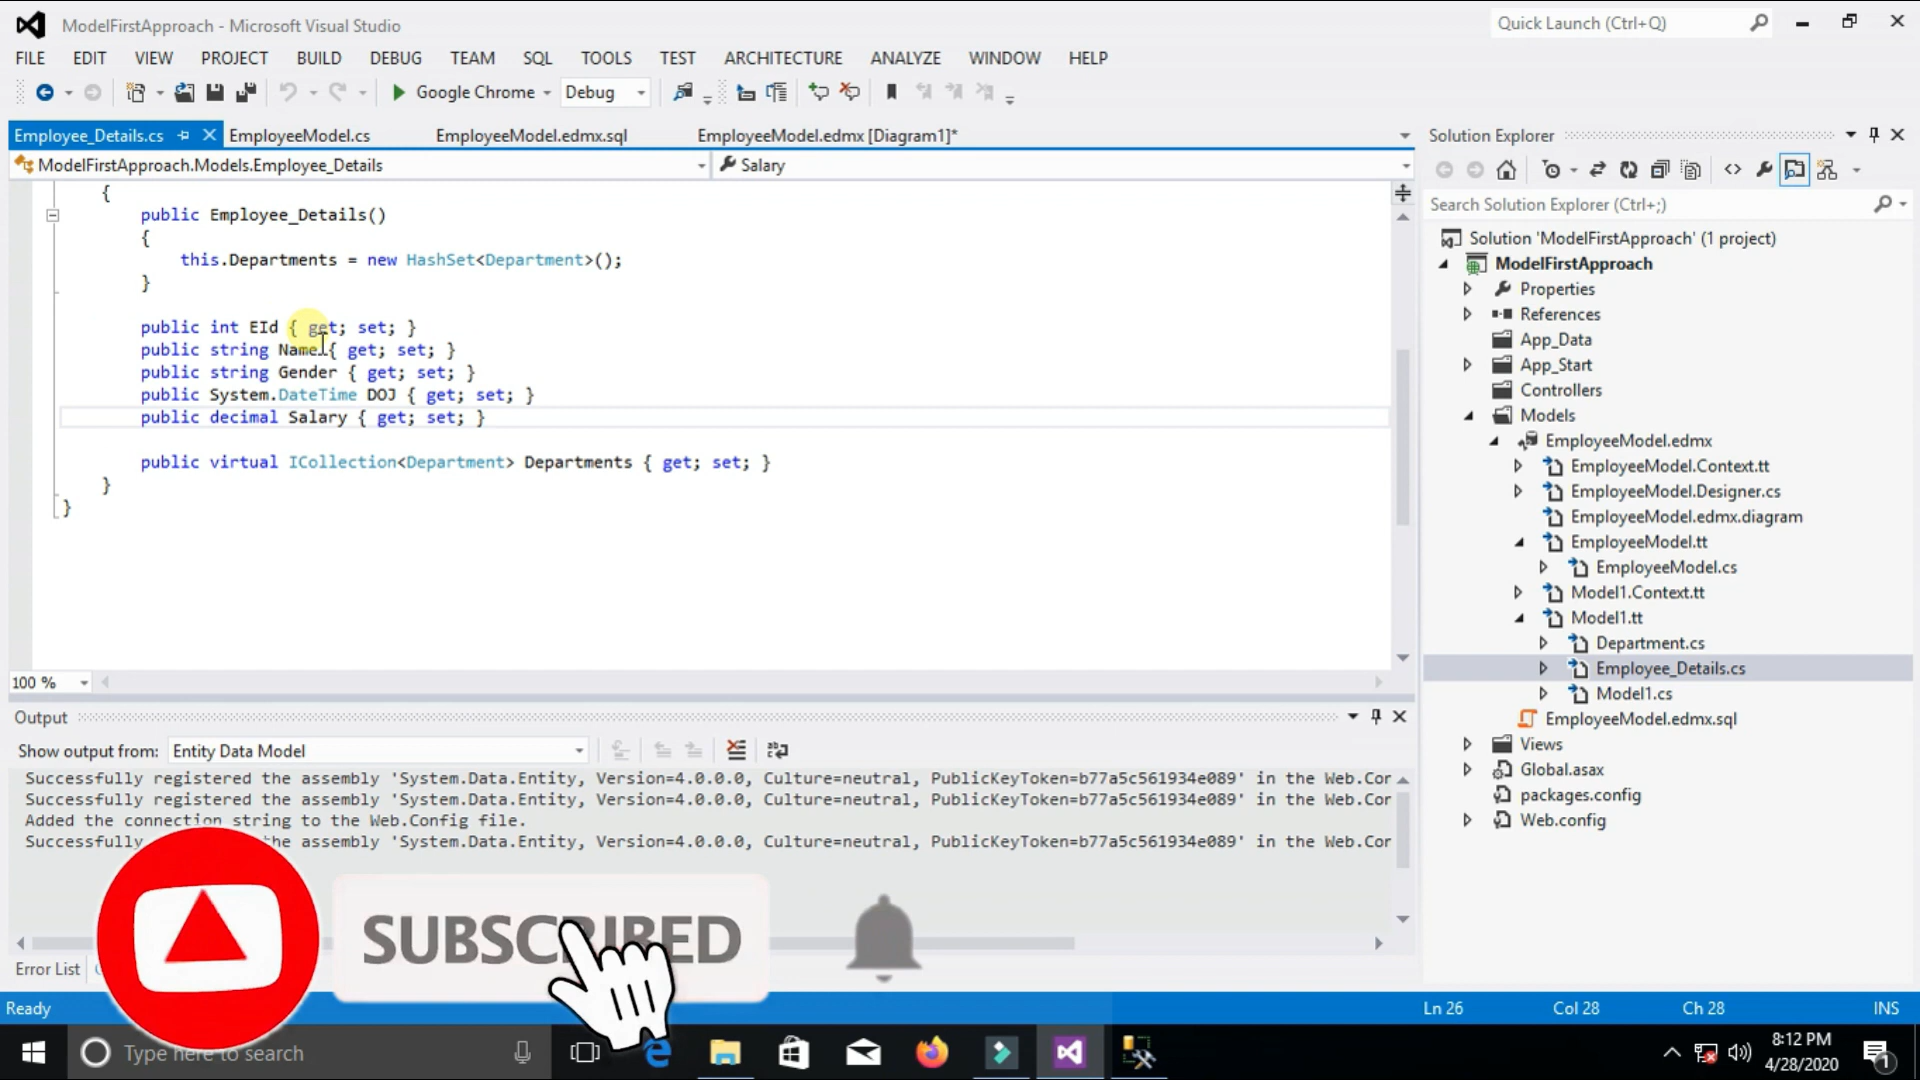 ModelFirstApproach - Microsoft Visual Studio
Quick Launch (Ctrl+Q)
FILE EDIT VIEW PROJECT BUILD DEBUG TEAM SQL TOOLS TEST ARCHITECTURE ANALYZE WINDOW HELP
Google Chrome Debug
Employee_Details.cs EmployeeModel.cs EmployeeModel.edmx.sql EmployeeModel.edmx [Diagram1]*
ModelFirstApproach.Models.Employee_Details Salary
{
public Employee_Details()
{
this.Departments = new HashSet<Department>();
}
public int EId { get; set; }
public string Name { get; set; }
public string Gender { get; set; }
public System.DateTime DOJ { get; set; }
public decimal Salary { get; set; }
public virtual ICollection<Department> Departments { get; set; }
}
}
100 %
Output
Show output from: Entity Data Model
Successfully registered the assembly 'System.Data.Entity, Version=4.0.0.0, Culture=neutral, PublicKeyToken=b77a5c561934e089' in the Web.Cor
Successfully registered the assembly 'System.Data.Entity, Version=4.0.0.0, Culture=neutral, PublicKeyToken=b77a5c561934e089' in the Web.Cor
Added the connection string to the Web.Config file.
Successfully the assembly 'System.Data.Entity, Version=4.0.0.0, Culture=neutral, PublicKeyToken=b77a5c561934e089' in the Web.Cor
Error List
SUBSCRIBED
Solution Explorer
Search Solution Explorer (Ctrl+;)
Solution 'ModelFirstApproach' (1 project)
ModelFirstApproach
Properties
References
App_Data
App_Start
Controllers
Models
EmployeeModel.edmx
EmployeeModel.Context.tt
EmployeeModel.Designer.cs
EmployeeModel.edmx.diagram
EmployeeModel.tt
EmployeeModel.cs
Model1.Context.tt
Model1.tt
Department.cs
Employee_Details.cs
Model1.cs
EmployeeModel.edmx.sql
Views
Global.asax
packages.config
Web.config
Ready Ln 26 Col 28 Ch 28 INS
Type here to search
8:12 PM
4/28/2020
1